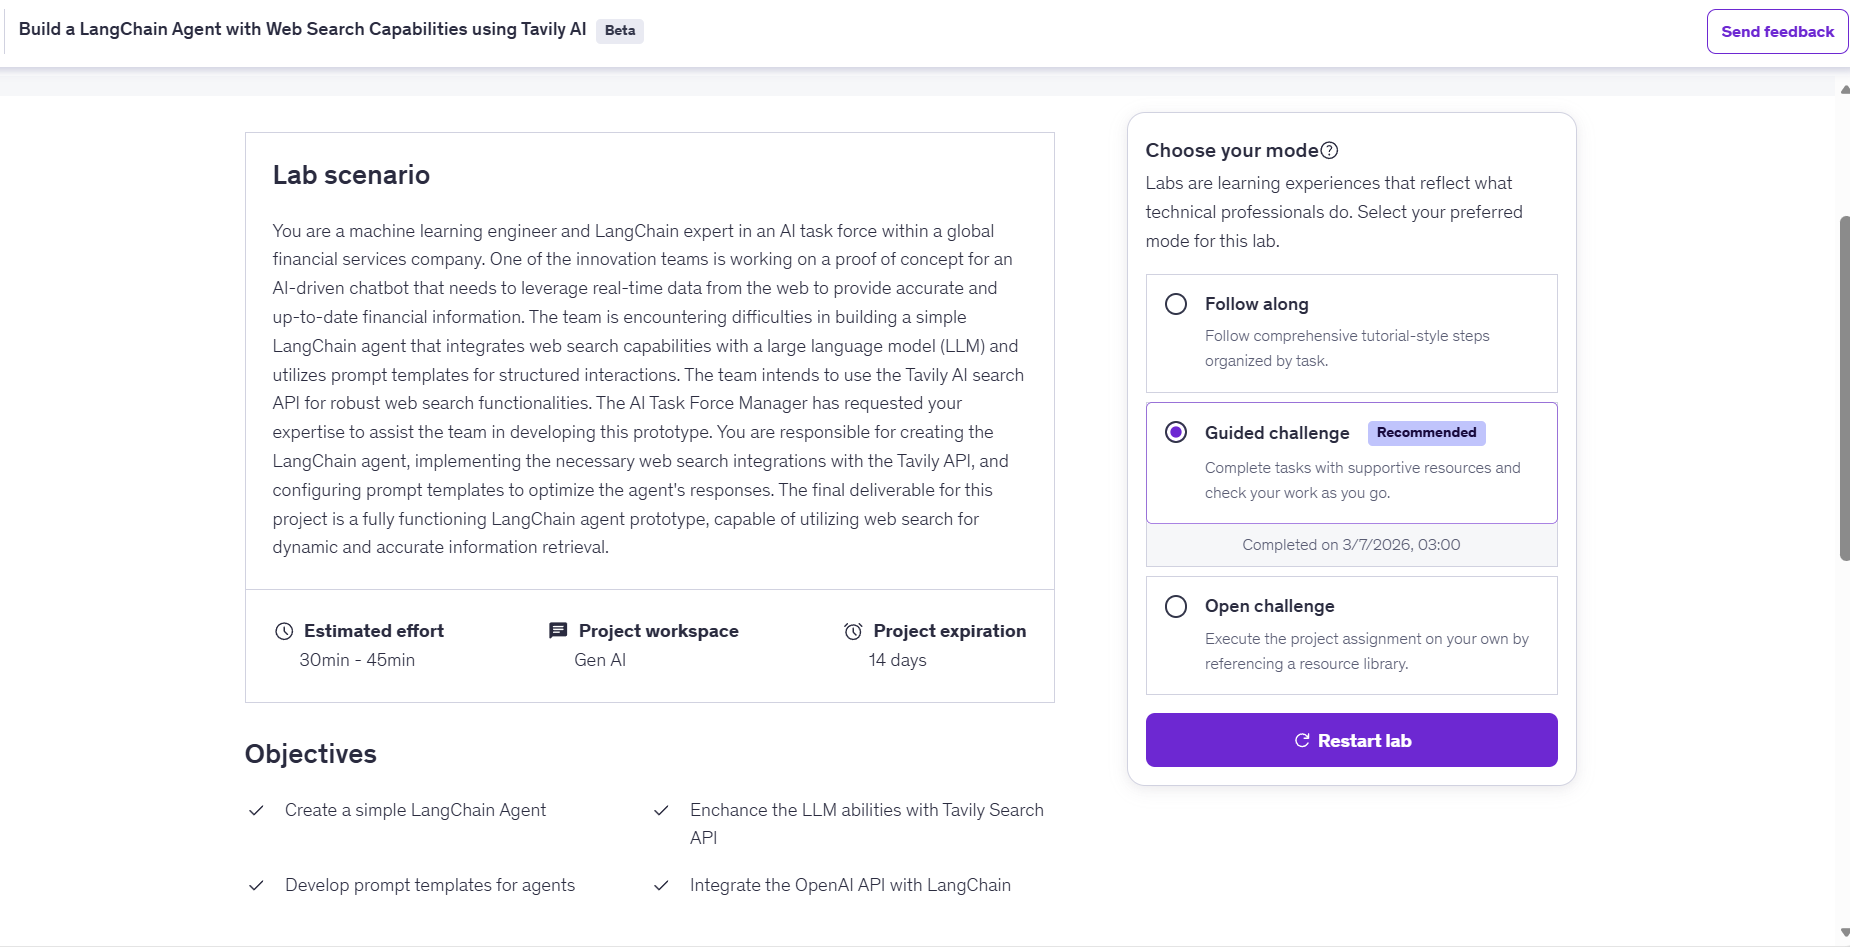 Build a LangChain Agent with Web Search Capabilities using Tavily AI Beta
Send feedback
Lab scenario
You are a machine learning engineer and LangChain expert in an AI task force within a global
financial services company. One of the innovation teams is working on a proof of concept for an
AI-driven chatbot that needs to leverage real-time data from the web to provide accurate and
up-to-date financial information. The team is encountering difficulties in building a simple
LangChain agent that integrates web search capabilities with a large language model (LLM) and
utilizes prompt templates for structured interactions. The team intends to use the Tavily AI search
API for robust web search functionalities. The AI Task Force Manager has requested your
expertise to assist the team in developing this prototype. You are responsible for creating the
LangChain agent, implementing the necessary web search integrations with the Tavily API, and
configuring prompt templates to optimize the agent's responses. The final deliverable for this
project is a fully functioning LangChain agent prototype, capable of utilizing web search for
dynamic and accurate information retrieval.
Estimated effort
30min - 45min
Project workspace
Gen AI
Project expiration
14 days
Objectives
Create a simple LangChain Agent
Enchance the LLM abilities with Tavily Search
API
Develop prompt templates for agents
Integrate the OpenAI API with LangChain
Choose your mode
Labs are learning experiences that reflect what
technical professionals do. Select your preferred
mode for this lab.
Follow along
Follow comprehensive tutorial-style steps
organized by task.
Guided challenge Recommended
Complete tasks with supportive resources and
check your work as you go.
Completed on 3/7/2026, 03:00
Open challenge
Execute the project assignment on your own by
referencing a resource library.
Restart lab